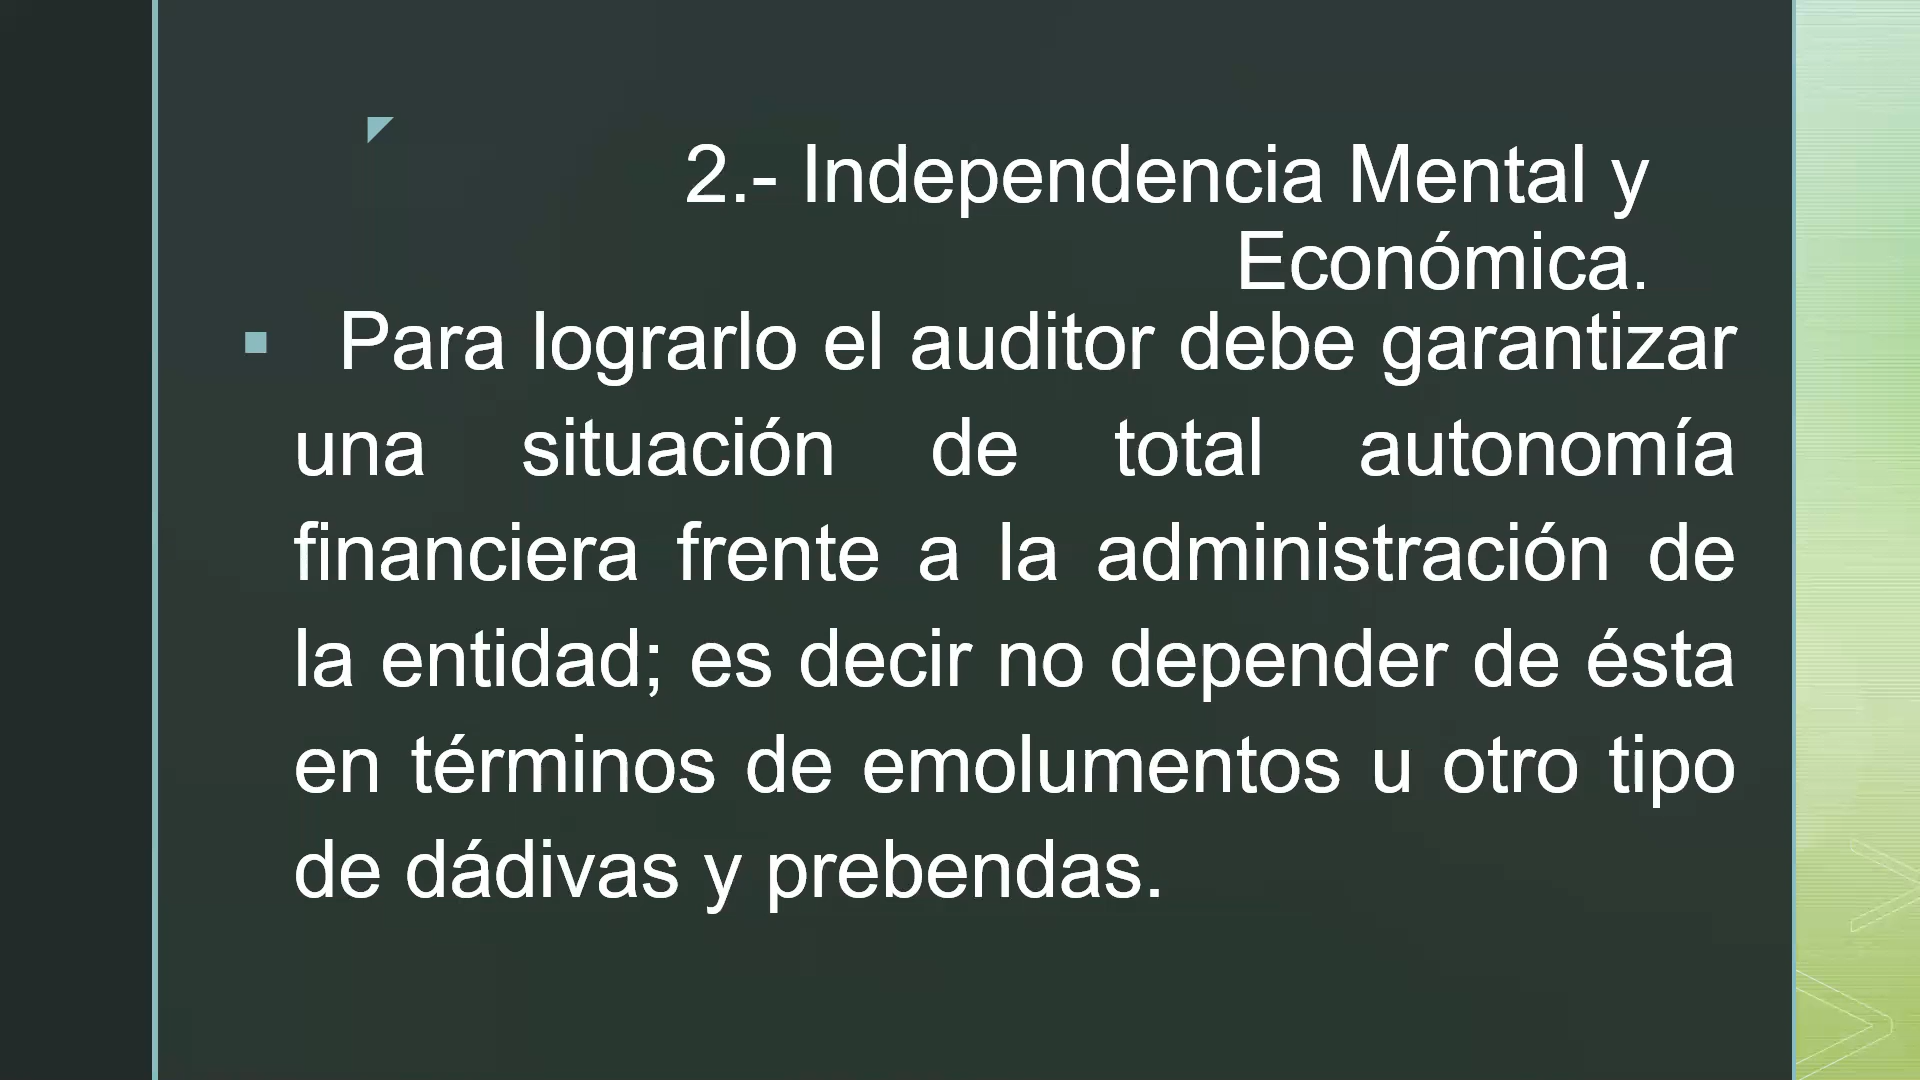 2.- Independencia Mental y
Económica.
Para lograrlo el auditor debe garantizar
una situación de total autonomía
financiera frente a la administración de
la entidad; es decir no depender de ésta
en términos de emolumentos u otro tipo
de dádivas y prebendas.